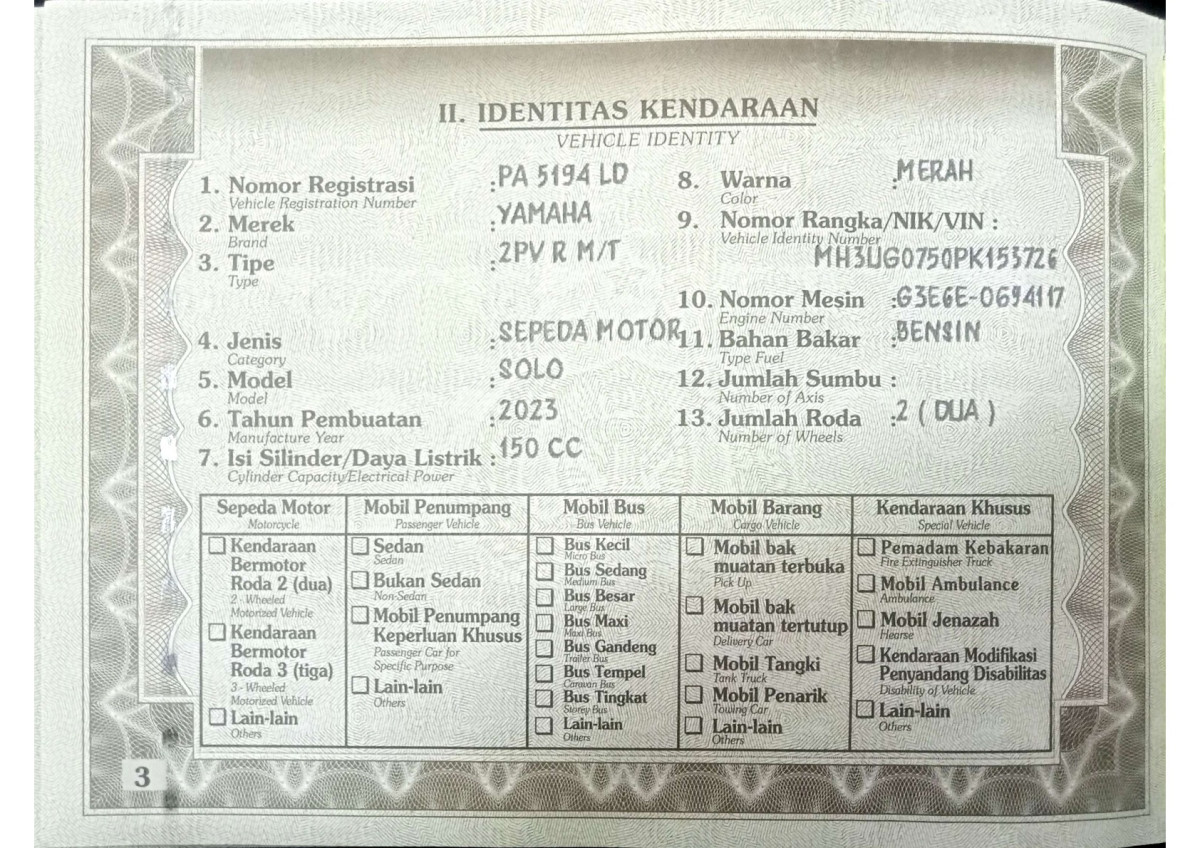 II. IDENTITAS KENDARAAN
VEHICLE IDENTITY
1. Nomor Registrasi : PA 5194 LD
Vehicle Registration Number
2. Merek : YAMAHA
Brand
3. Tipe : 2PV R M/T
Type
4. Jenis : SEPEDA MOTOR
Category
5. Model : SOLO
Model
6. Tahun Pembuatan : 2023
Manufacture Year
7. Isi Silinder/Daya Listrik : 150 CC
Cylinder Capacity/Electrical Power
8. Warna : MERAH
Color
9. Nomor Rangka/NIK/VIN :
Vehicle Identity Number
MH3UG0750PK153726
10. Nomor Mesin : G3E6E-0694117
Engine Number
11. Bahan Bakar : BENSIN
Type Fuel
12. Jumlah Sumbu :
Number of Axis
13. Jumlah Roda : 2 ( DUA )
Number of Wheels
Sepeda Motor
Motorcycle
Kendaraan
Bermotor
Roda 2 (dua)
2 - Wheeled
Motorized Vehicle
Kendaraan
Bermotor
Roda 3 (tiga)
3 - Wheeled
Motorized Vehicle
Lain-lain
Others
Mobil Penumpang
Passenger Vehicle
Sedan
Sedan
Bukan Sedan
Non-Sedan
Mobil Penumpang
Keperluan Khusus
Passenger Car for
Specific Purpose
Lain-lain
Others
Mobil Bus
Bus Vehicle
Bus Kecil
Micro Bus
Bus Sedang
Medium Bus
Bus Besar
Large Bus
Bus Maxi
Maxi Bus
Bus Gandeng
Trailer Bus
Bus Tempel
Caravan Bus
Bus Tingkat
Storey Bus
Lain-lain
Others
Mobil Barang
Cargo Vehicle
Mobil bak
muatan terbuka
Pick Up
Mobil bak
muatan tertutup
Delivery Car
Mobil Tangki
Tank Truck
Mobil Penarik
Towing Car
Lain-lain
Others
Kendaraan Khusus
Special Vehicle
Pemadam Kebakaran
Fire Extinguisher Truck
Mobil Ambulance
Ambulance
Mobil Jenazah
Hearse
Kendaraan Modifikasi
Penyandang Disabilitas
Disability of Vehicle
Lain-lain
Others
3